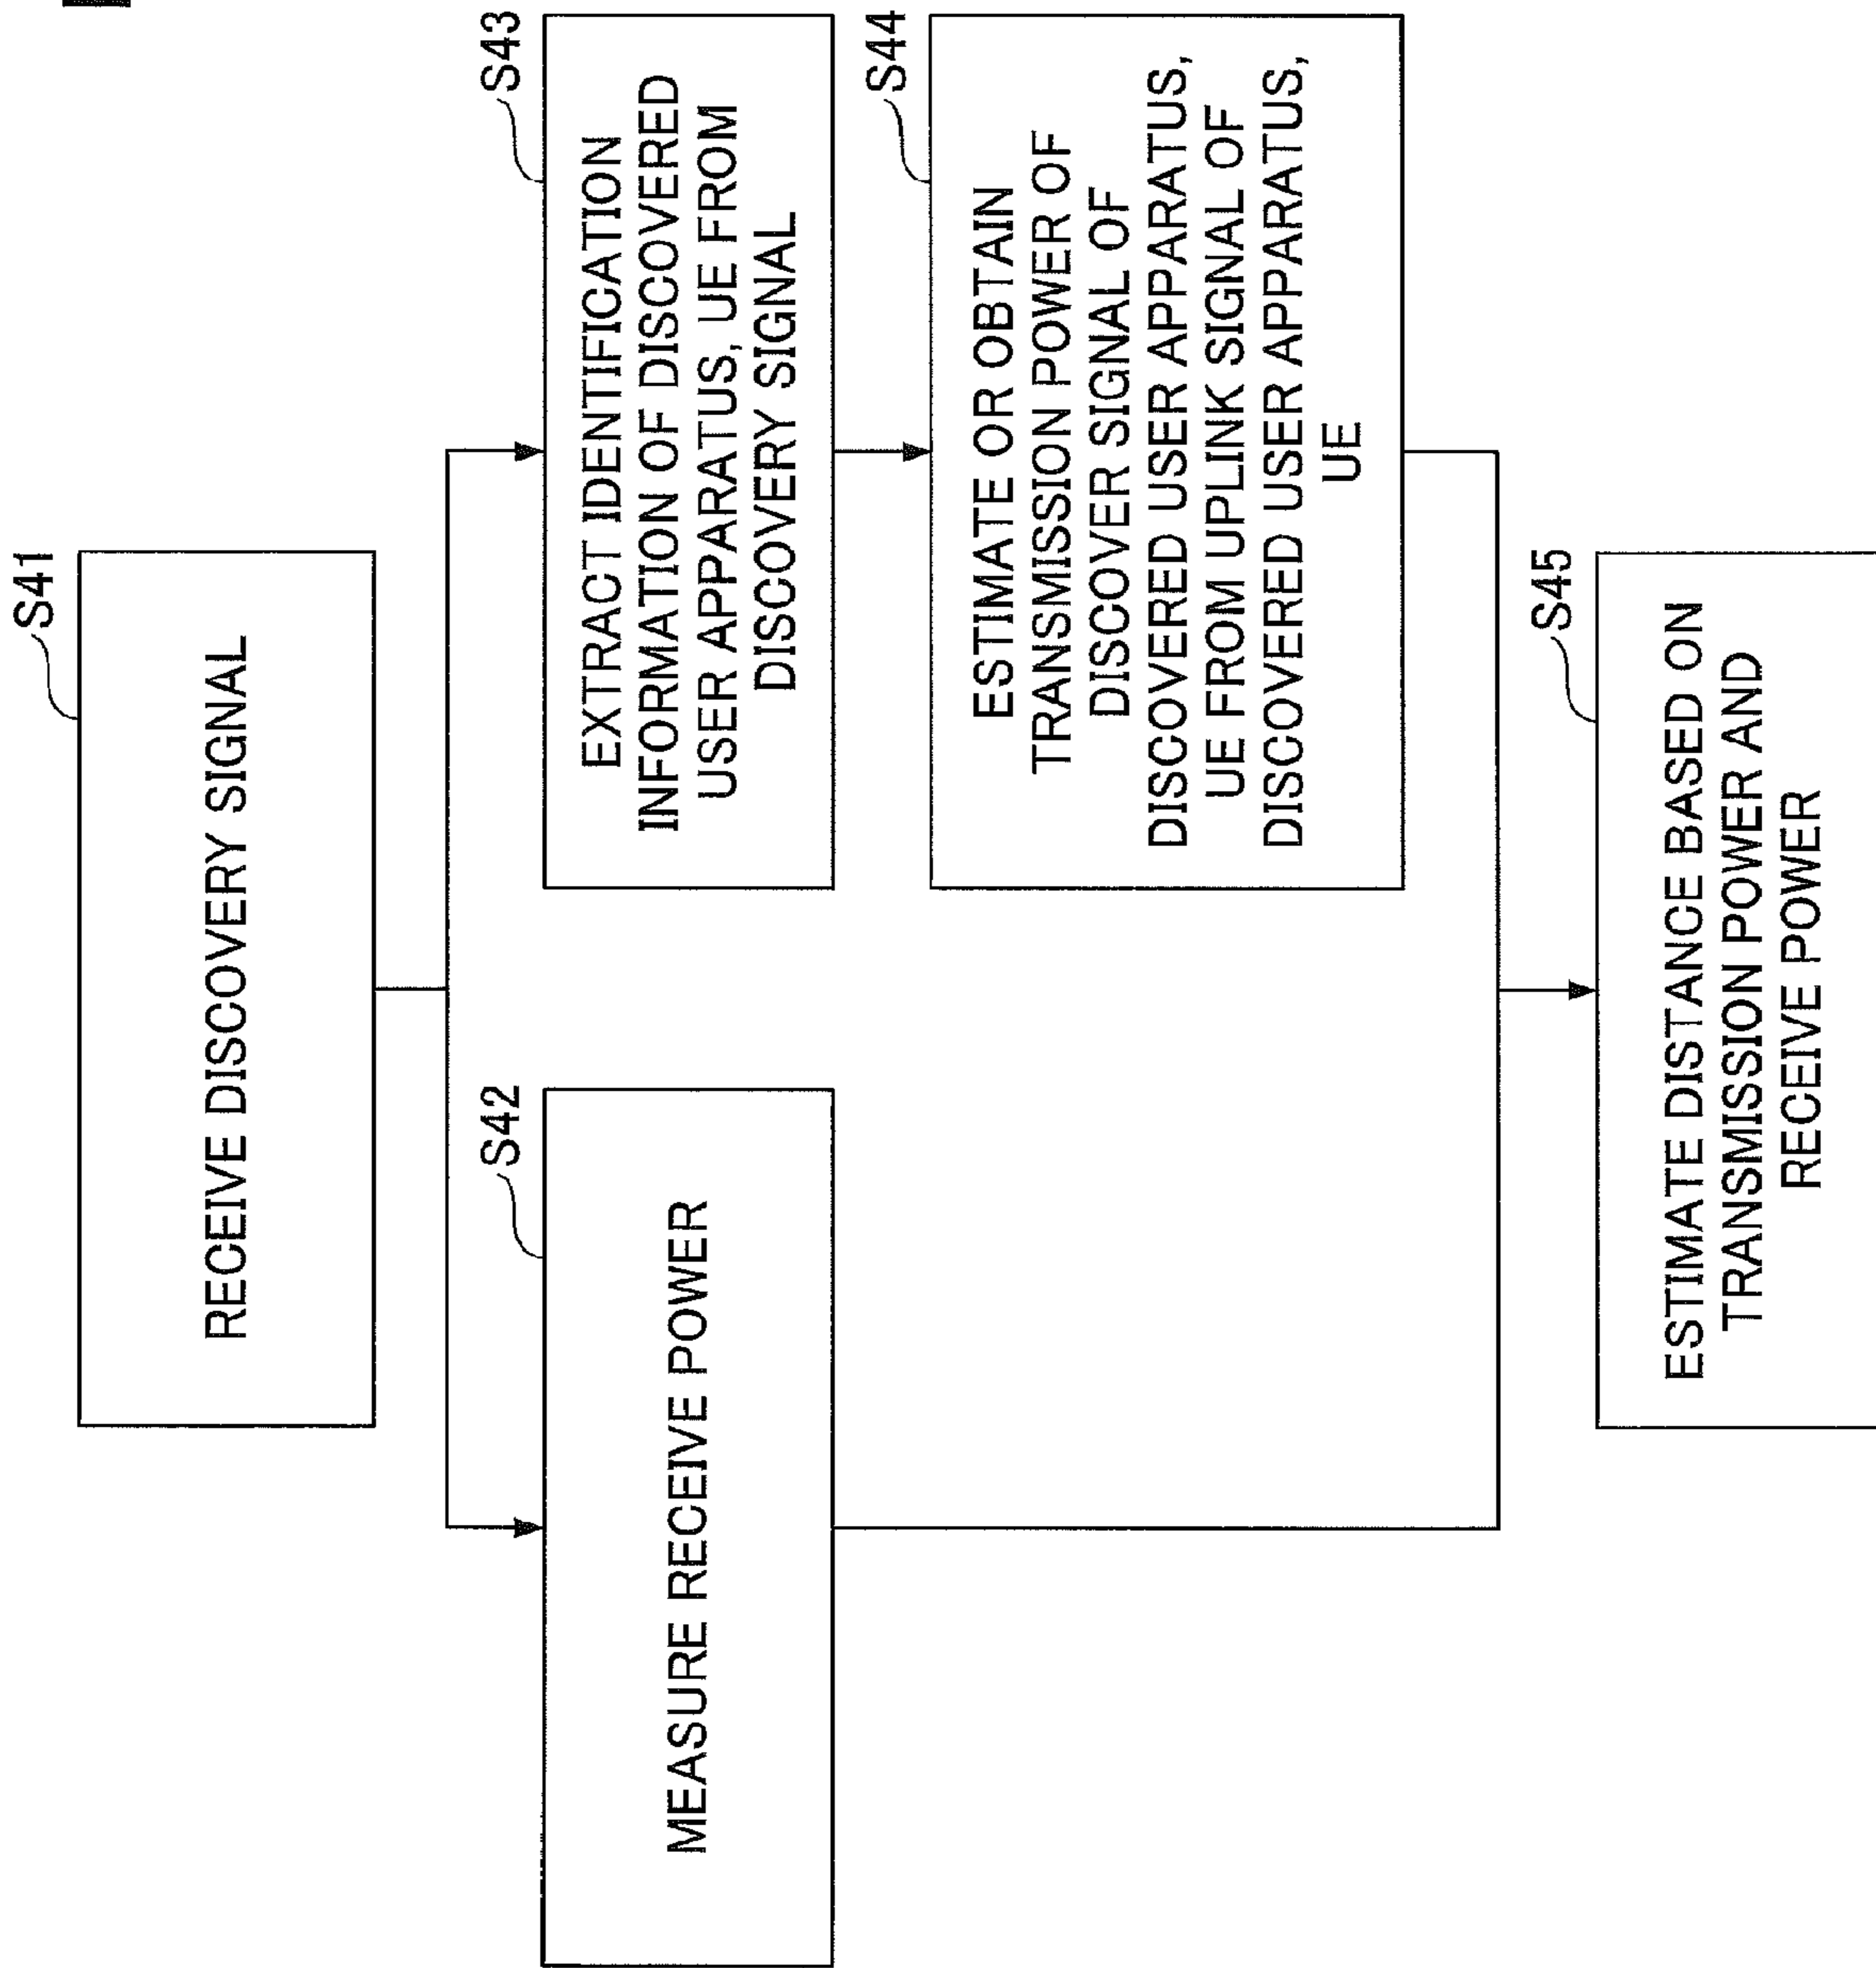 S41
RECEIVE DISCOVERY SIGNAL
S42
MEASURE RECEIVE POWER
S43
EXTRACT IDENTIFICATION
INFORMATION OF DISCOVERED
USER APPARATUS, UE FROM
DISCOVERY SIGNAL
S44
ESTIMATE OR OBTAIN
TRANSMISSION POWER OF
DISCOVER SIGNAL OF
DISCOVERED USER APPARATUS,
UE FROM UPLINK SIGNAL OF
DISCOVERED USER APPARATUS,
UE
S45
ESTIMATE DISTANCE BASED ON
TRANSMISSION POWER AND
RECEIVE POWER